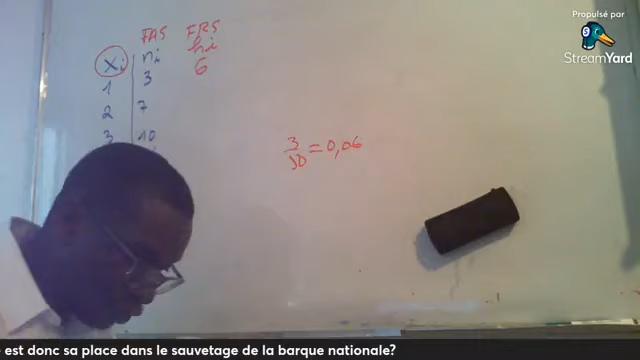 Propulsé par
StreamYard
FAS FRS
xi ni hi
1 3 6
2 7
3 10
3/50 = 0,06
est donc sa place dans le sauvetage de la barque nationale?